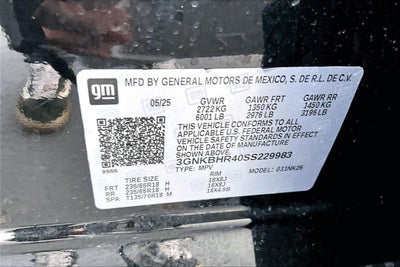 gm
MFD BY GENERAL MOTORS DE MEXICO, S. DE R.L. DE C.V.
05/25 GVWR GAWR FRT GAWR RR
2722 KG 1350 KG 1450 KG
6001 LB 2976 LB 3196 LB
THIS VEHICLE CONFORMS TO ALL
APPLICABLE U.S. FEDERAL MOTOR
VEHICLE SAFETY STANDARDS IN
EFFECT ON THE DATE OF MANUFACTURE
SHOWN ABOVE.
3GNKBHR40SS229983
TYPE: MPV
TIRE SIZE RIM
FRT 235/65R18 H 18X8J
RR 235/65R18 H 18X8J
SPA T135/70R18 M 18X4.5B